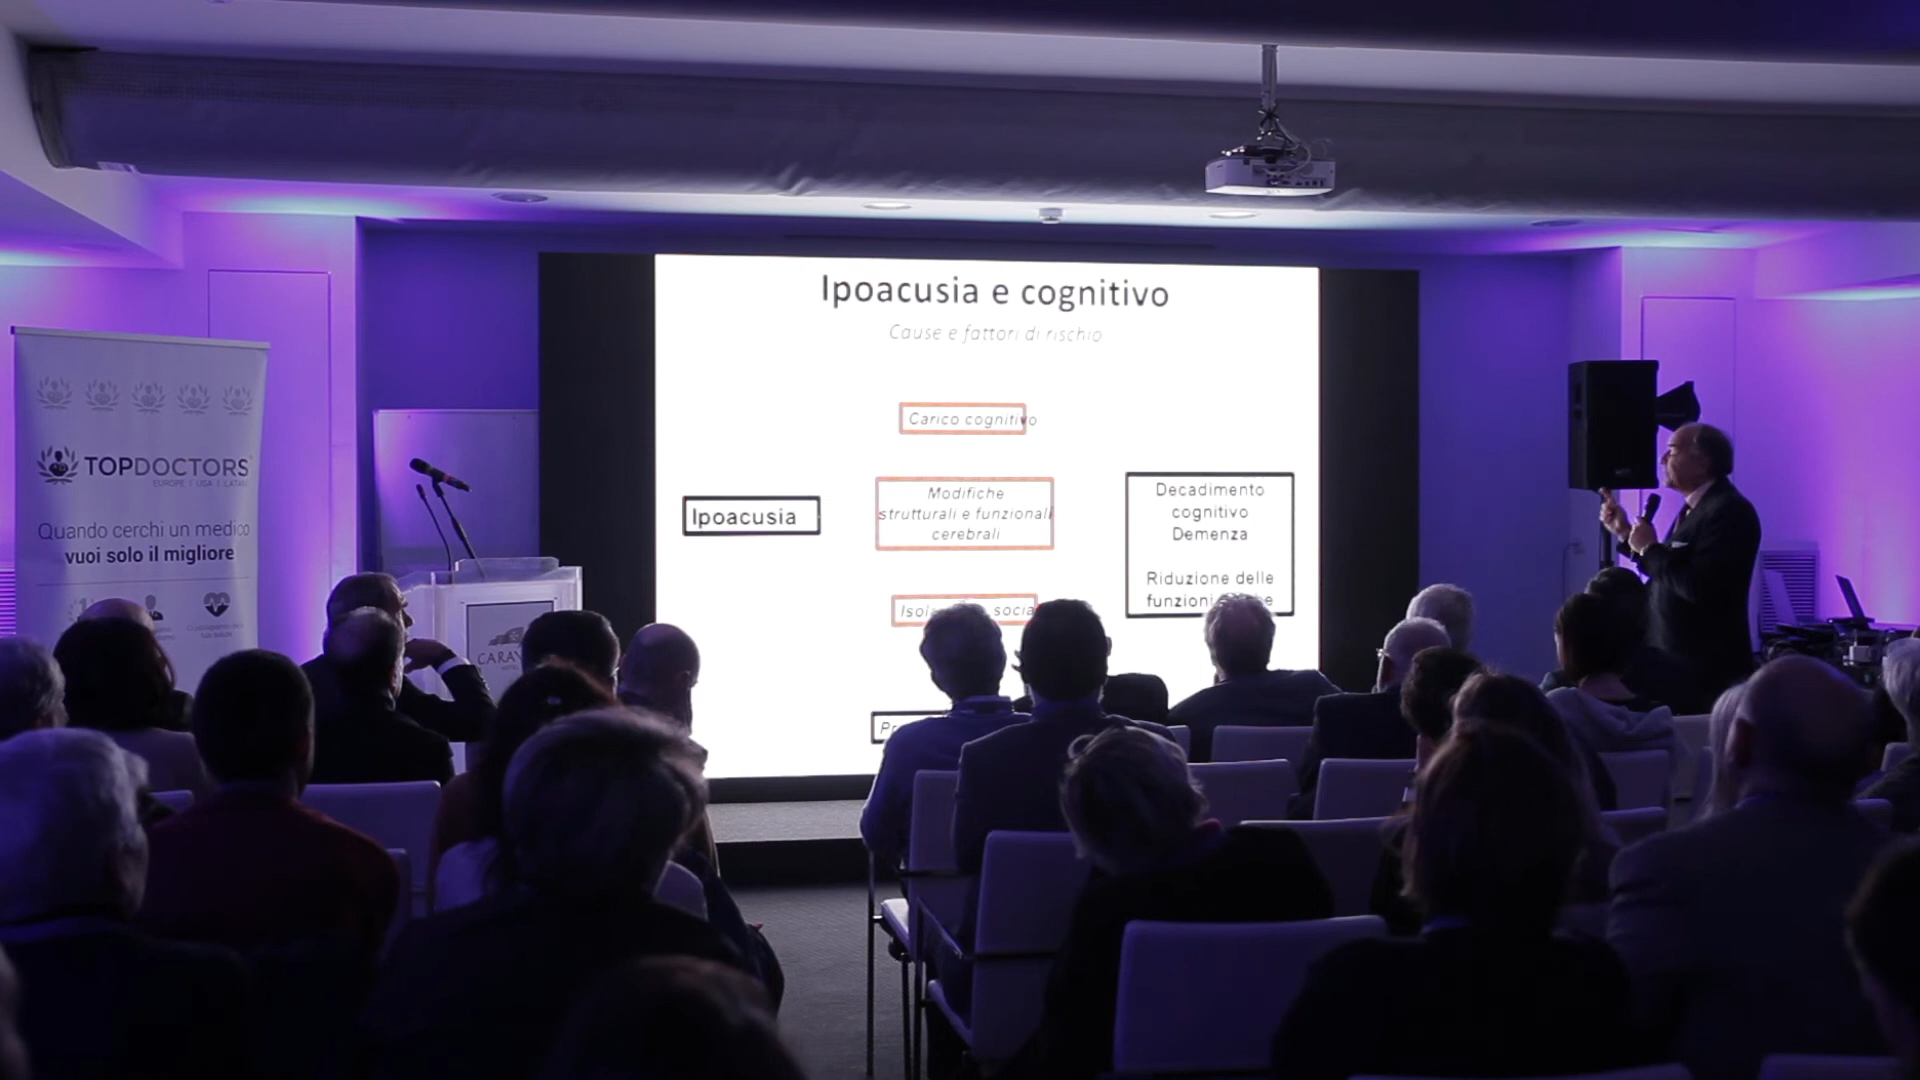 Ipoacusia e cognitivo
Cause e fattori di rischio
Carico cognitivo
Modifiche
strutturali e funzionali
cerebrali
Ipoacusia
Decadimento
cognitivo
Demenza
Riduzione delle
funzioni
TOPDOCTORS
EUROPE | USA | LATAM
Quando cerchi un medico
vuoi solo il migliore